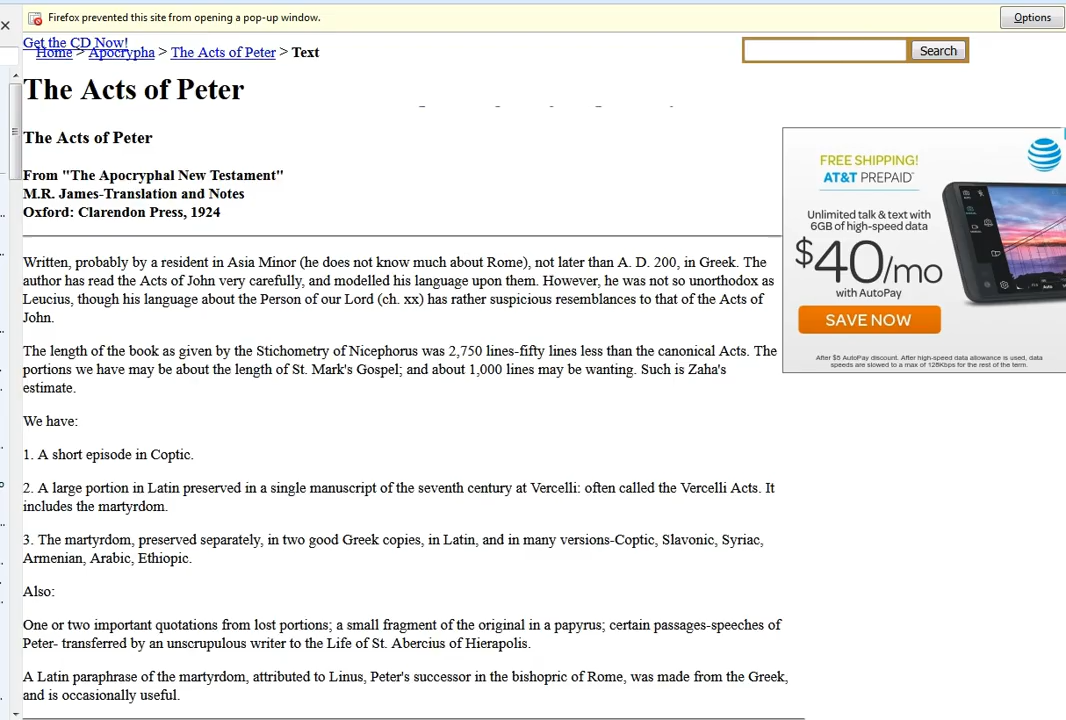 Firefox prevented this site from opening a pop-up window.
Options
Get the CD Now!
Home > Apocrypha > The Acts of Peter > Text
Search
The Acts of Peter
The Acts of Peter
From "The Apocryphal New Testament"
M.R. James-Translation and Notes
Oxford: Clarendon Press, 1924
Written, probably by a resident in Asia Minor (he does not know much about Rome), not later than A. D. 200, in Greek. The
author has read the Acts of John very carefully, and modelled his language upon them. However, he was not so unorthodox as
Leucius, though his language about the Person of our Lord (ch. xx) has rather suspicious resemblances to that of the Acts of
John.
The length of the book as given by the Stichometry of Nicephorus was 2,750 lines-fifty lines less than the canonical Acts. The
portions we have may be about the length of St. Mark's Gospel; and about 1,000 lines may be wanting. Such is Zaha's
estimate.
We have:
1. A short episode in Coptic.
2. A large portion in Latin preserved in a single manuscript of the seventh century at Vercelli: often called the Vercelli Acts. It
includes the martyrdom.
3. The martyrdom, preserved separately, in two good Greek copies, in Latin, and in many versions-Coptic, Slavonic, Syriac,
Armenian, Arabic, Ethiopic.
Also:
One or two important quotations from lost portions; a small fragment of the original in a papyrus; certain passages-speeches of
Peter- transferred by an unscrupulous writer to the Life of St. Abercius of Hierapolis.
A Latin paraphrase of the martyrdom, attributed to Linus, Peter's successor in the bishopric of Rome, was made from the Greek,
and is occasionally useful.
FREE SHIPPING!
AT&T PREPAID
Unlimited talk & text with
6GB of high-speed data
$40/mo
with AutoPay
SAVE NOW
After $5 AutoPay discount. After high-speed data allowance is used, data
speeds are slowed to a max of 128Kbps for the rest of the term.